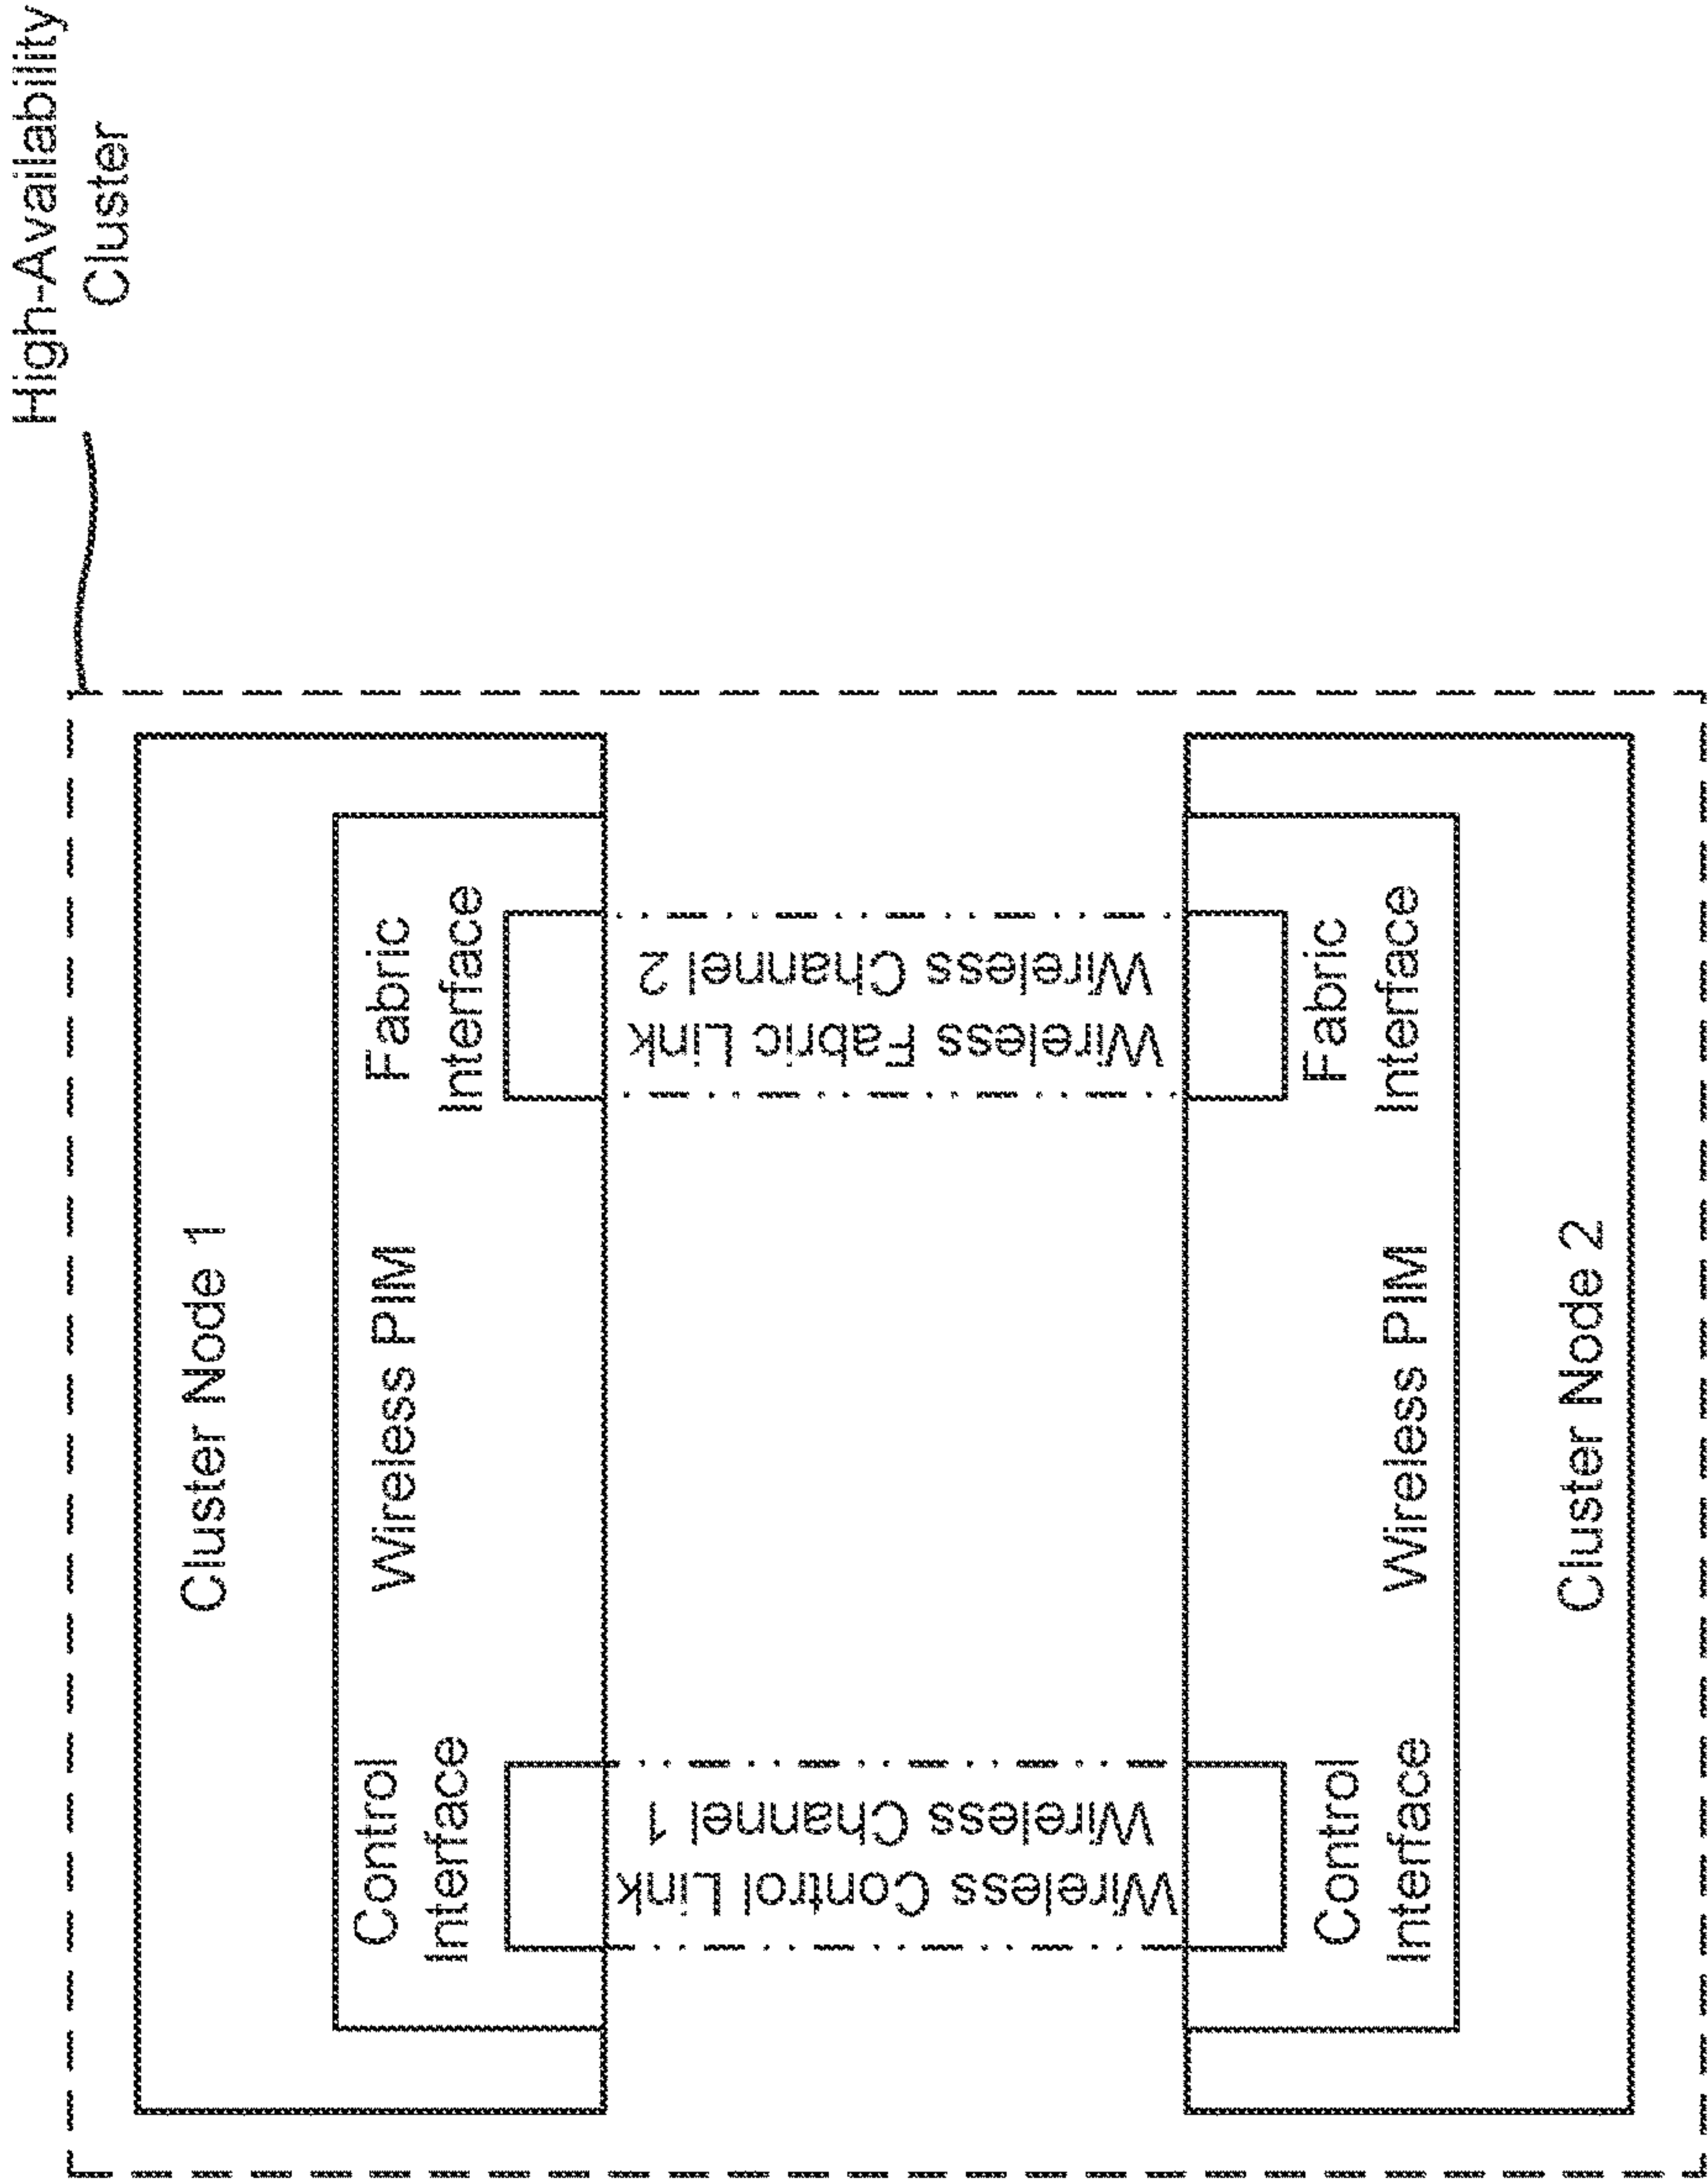 High-Availability
Cluster
Cluster Node 1
Wireless PIM
Control
Interface
Fabric
Interface
Wireless Control Link
Wireless Channel 1
Wireless Fabric Link
Wireless Channel 2
Control
Interface
Fabric
Interface
Wireless PIM
Cluster Node 2